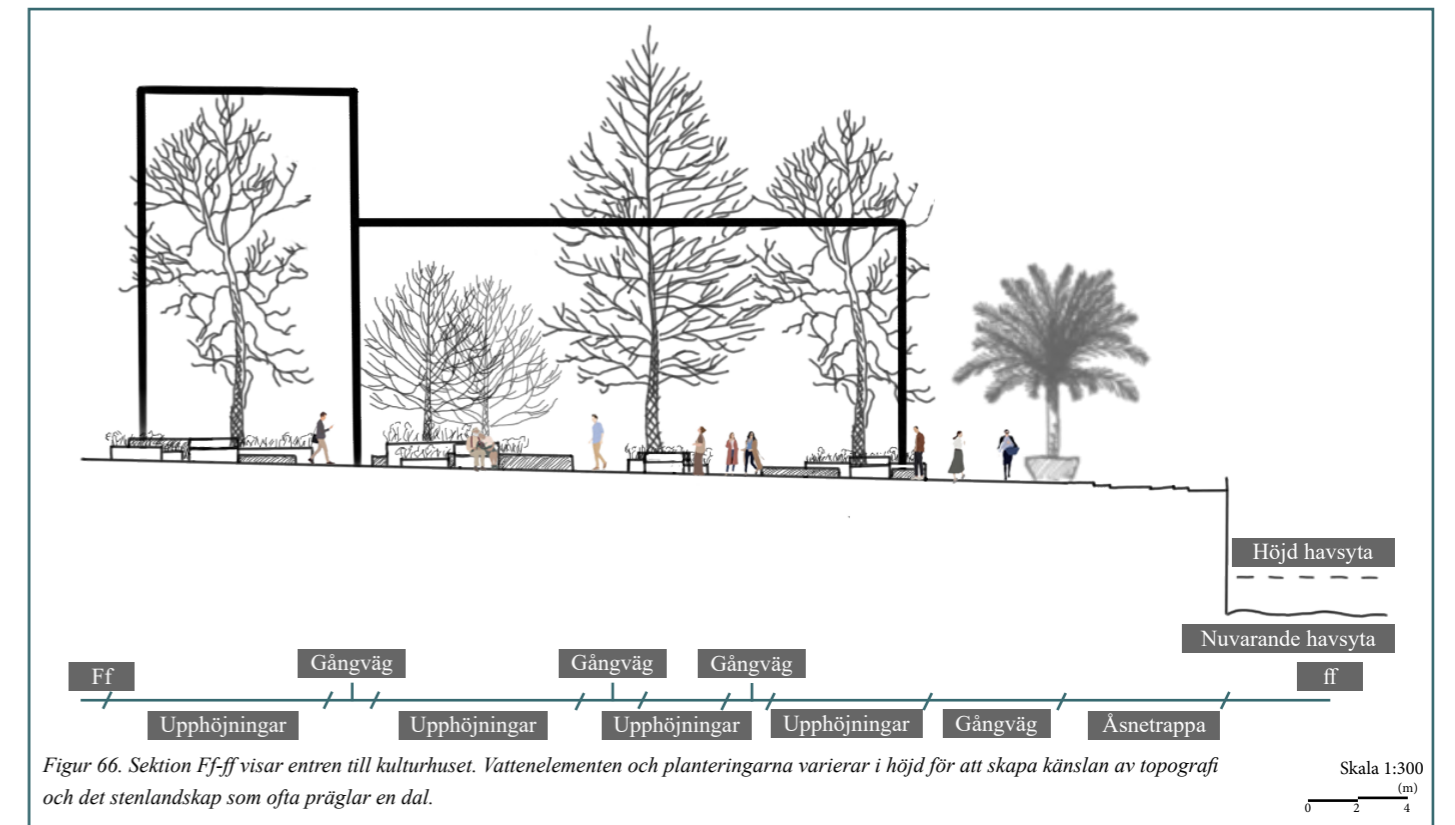 Höjd havsyta
Nuvarande havsyta
Gångväg
Gångväg
Gångväg
Ff
ff
Upphöjningar
Upphöjningar
Upphöjningar
Upphöjningar
Gångväg
Åsnetrappa
Figur 66. Sektion Ff-ff visar entren till kulturhuset. Vattenelementen och planteringarna varierar i höjd för att skapa känslan av topografi
och det stenlandskap som ofta präglar en dal.
Skala 1:300
(m)
0 2 4